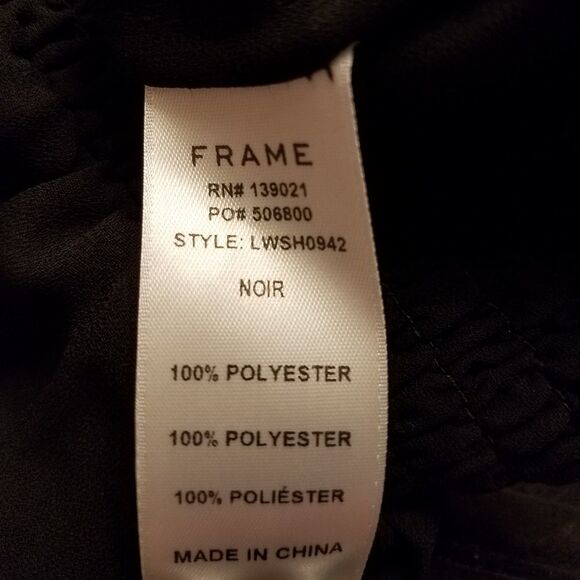 FRAME
RN# 139021
PO# 506800
STYLE: LWSH0942
NOIR
100% POLYESTER
100% POLYESTER
100% POLIÉSTER
MADE IN CHINA